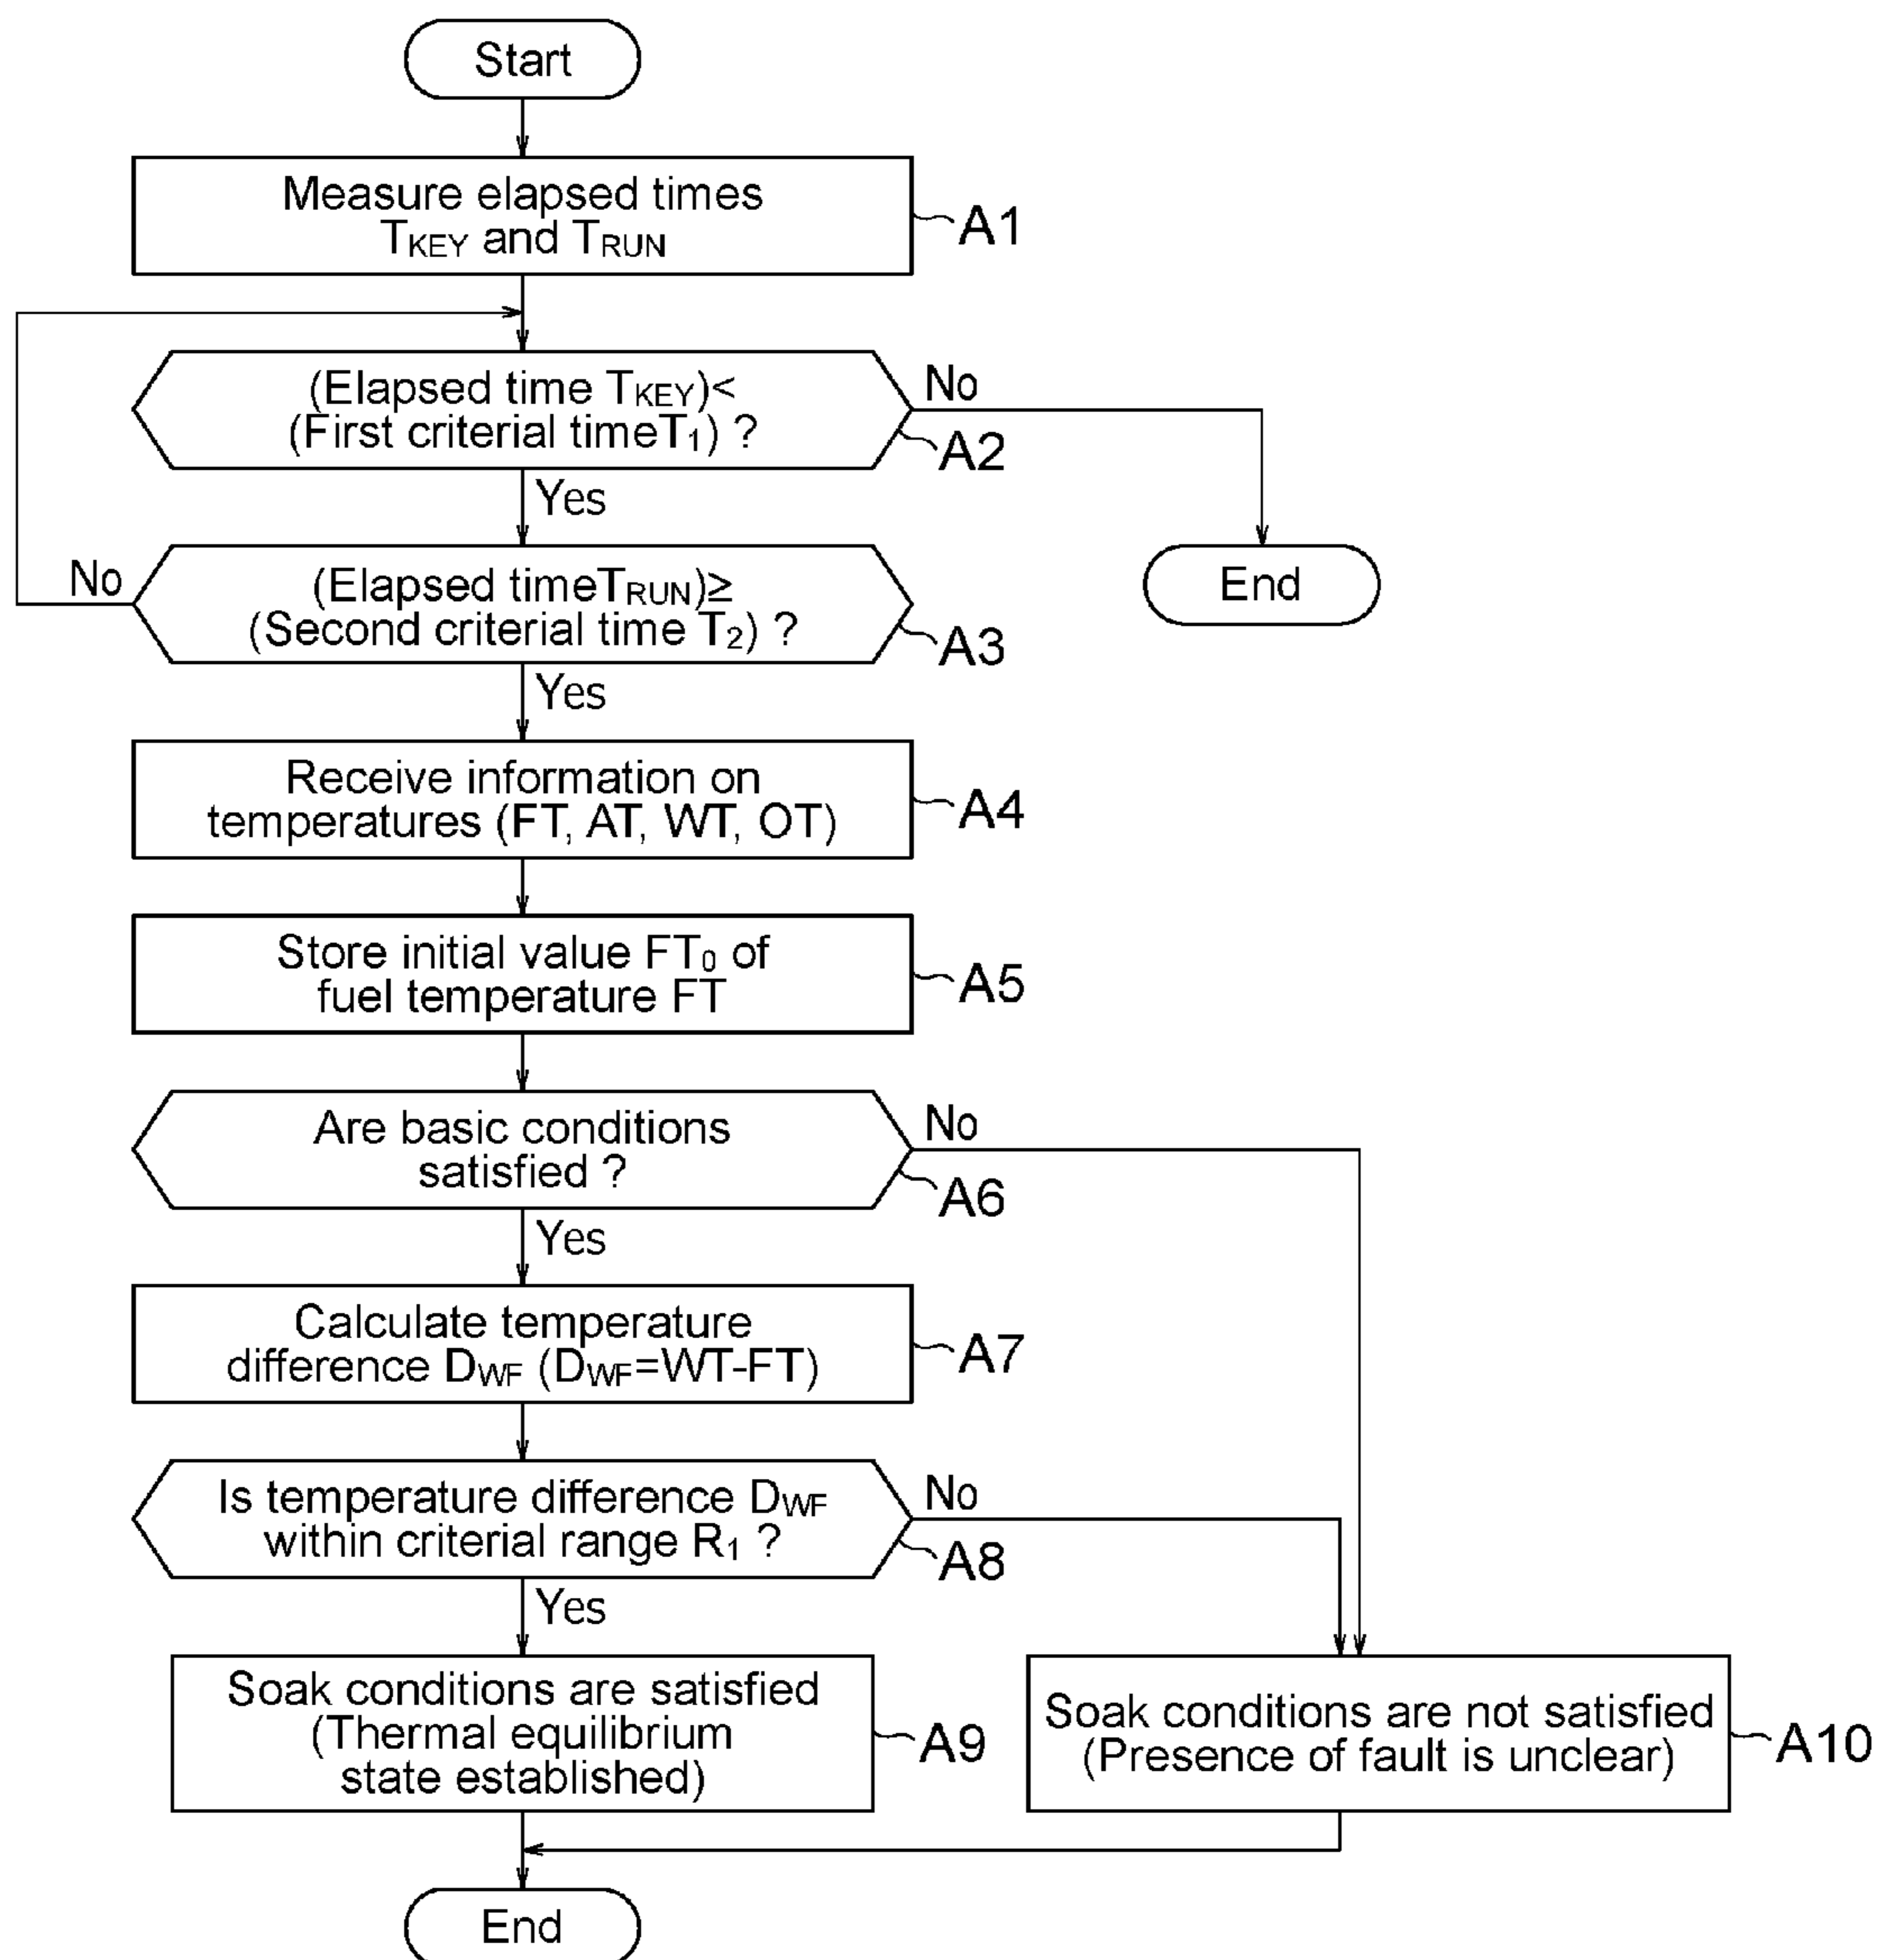 Start
Measure elapsed times
TKEY and TRUN
A1
(Elapsed time TKEY)<
(First criterial timeT1) ?
No
A2
Yes
(Elapsed timeTRUN)≥
(Second criterial time T2) ?
No
A3
End
Yes
Receive information on
temperatures (FT, AT, WT, OT)
A4
Store initial value FT0 of
fuel temperature FT
A5
Are basic conditions
satisfied ?
No
A6
Yes
Calculate temperature
difference DWF (DWF=WT-FT)
A7
Is temperature difference DWF
within criterial range R1 ?
No
A8
Yes
Soak conditions are satisfied
(Thermal equilibrium
state established)
A9
Soak conditions are not satisfied
(Presence of fault is unclear)
A10
End